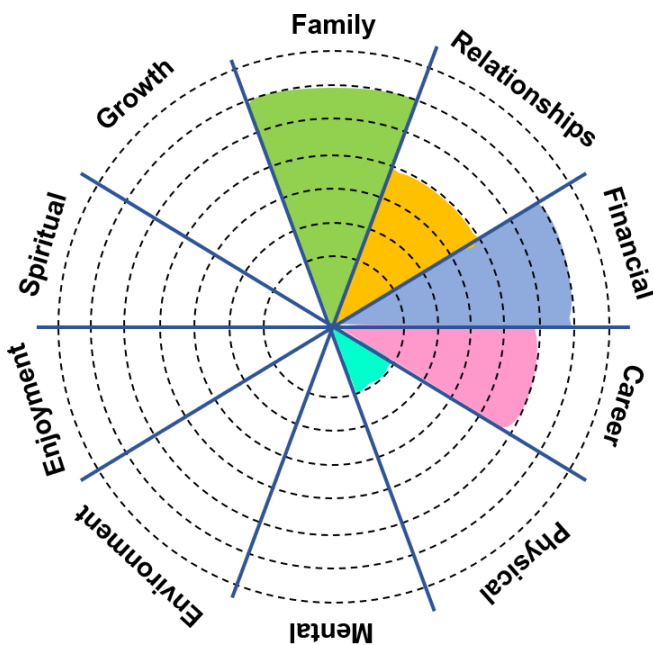 Family
Relationships
Financial
Career
Physical
Mental
Environment
Enjoyment
Spiritual
Growth